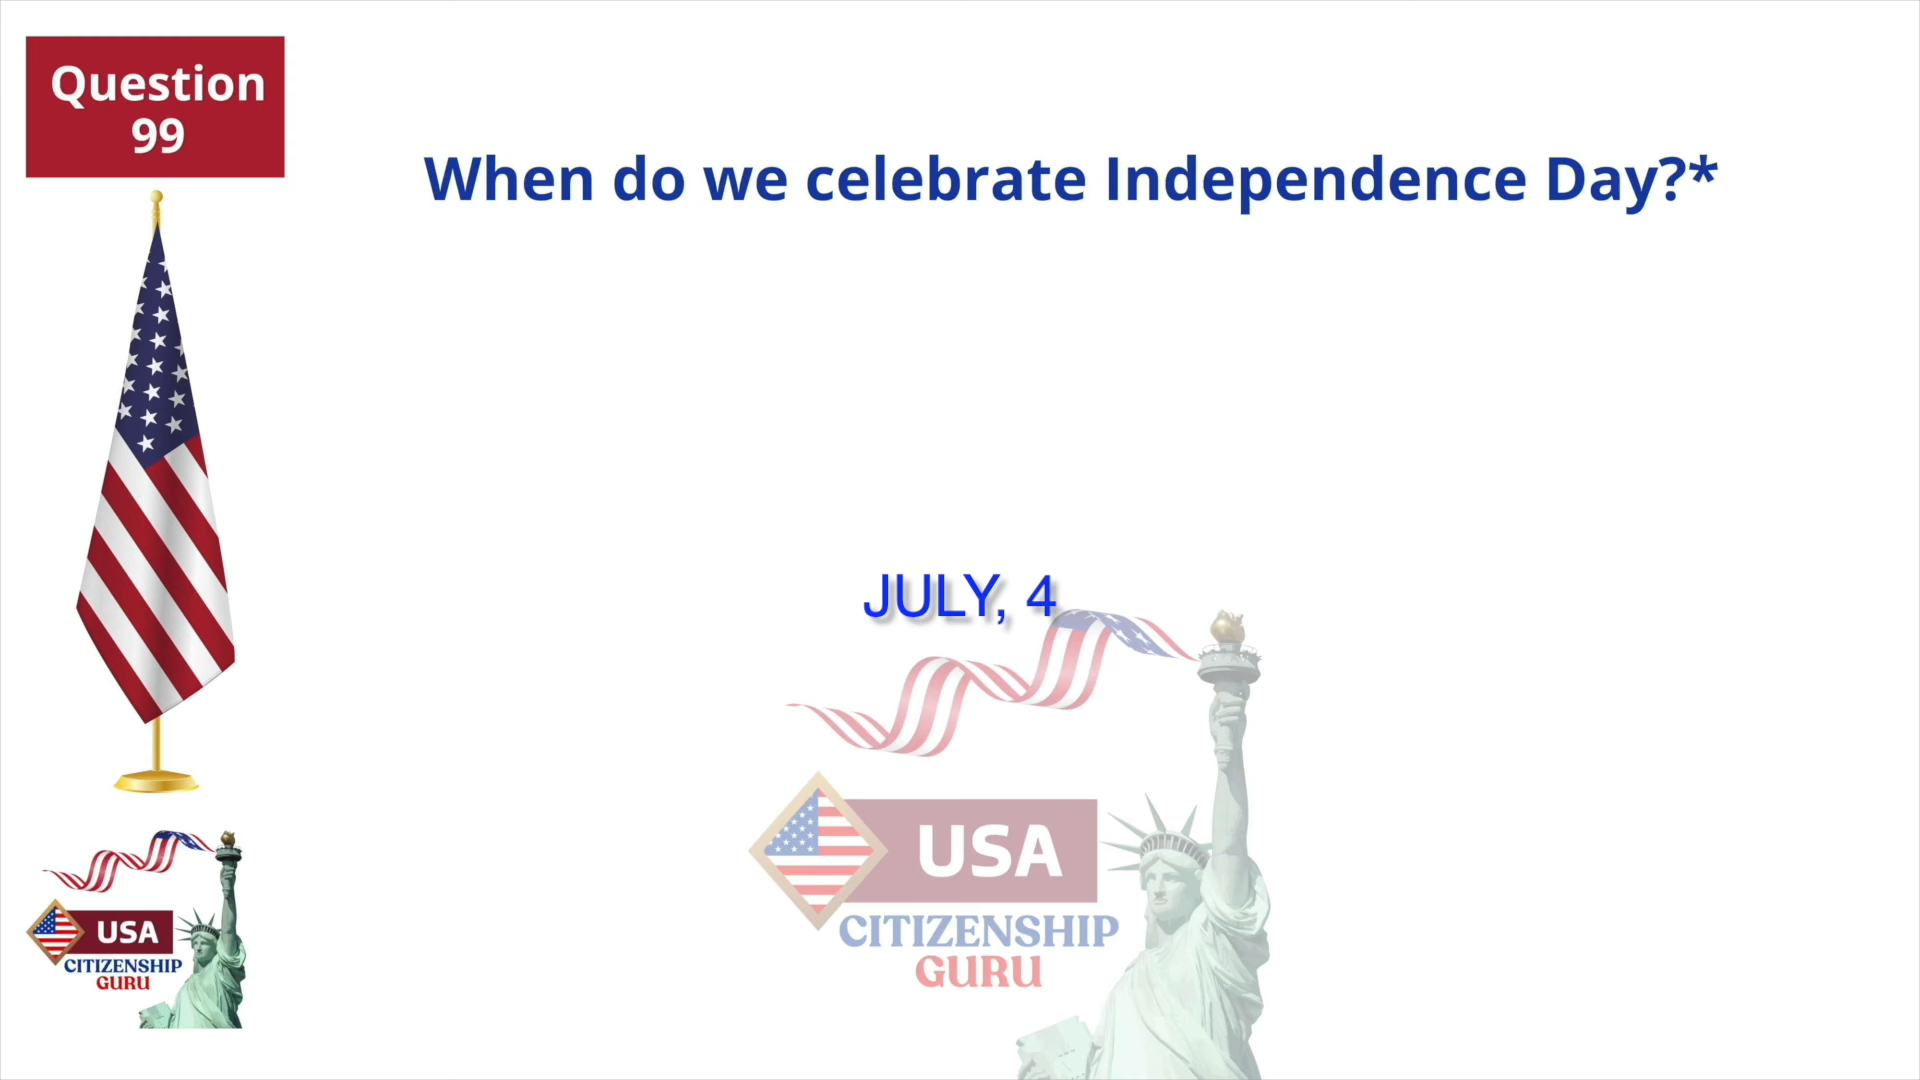 Question
99
When do we celebrate Independence Day?*
JULY, 4
USA
CITIZENSHIP
GURU
USA
CITIZENSHIP
GURU